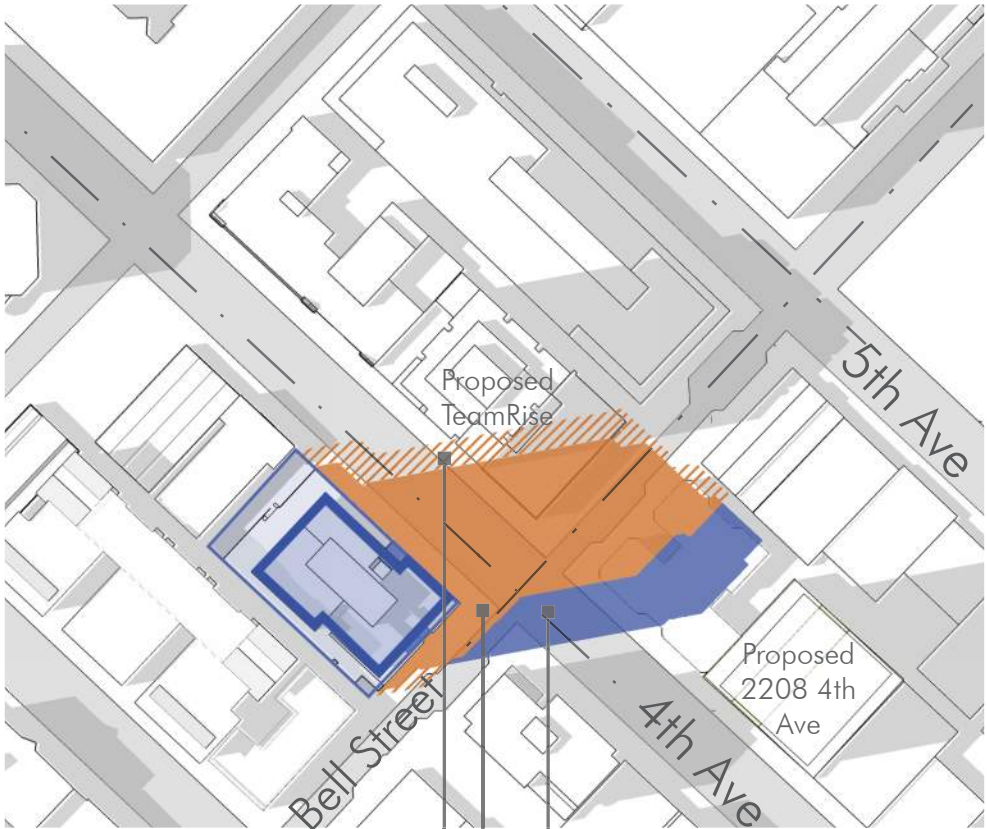 Proposed
TeamRise
5th Ave
Proposed
2208 4th
Ave
4th Ave
Bell Street